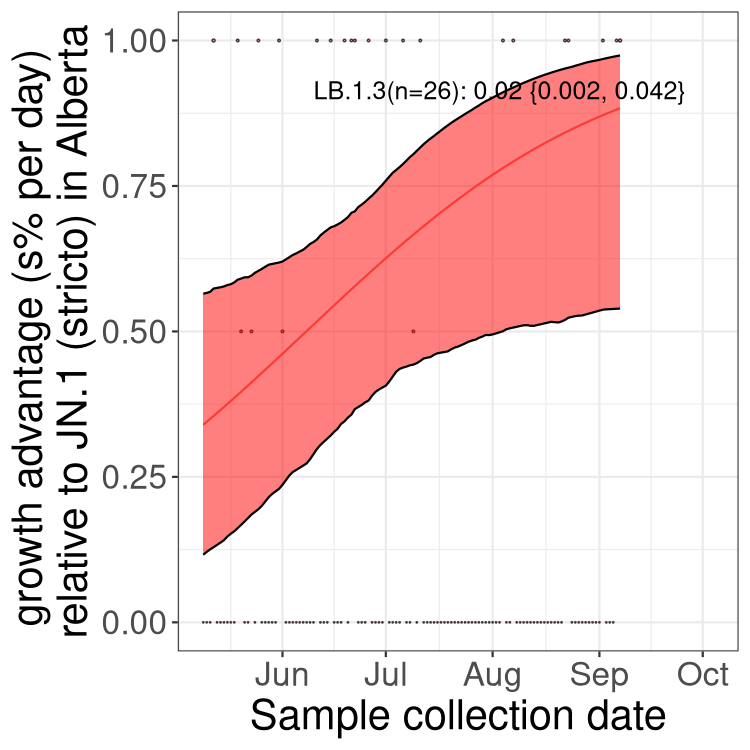 growth advantage (s% per day)
relative to JN.1 (stricto) in Alberta
1.00
0.75
0.50
0.25
0.00
LB.1.3(n=26): 0.02 {0.002, 0.042}
Jun Jul Aug Sep Oct
Sample collection date